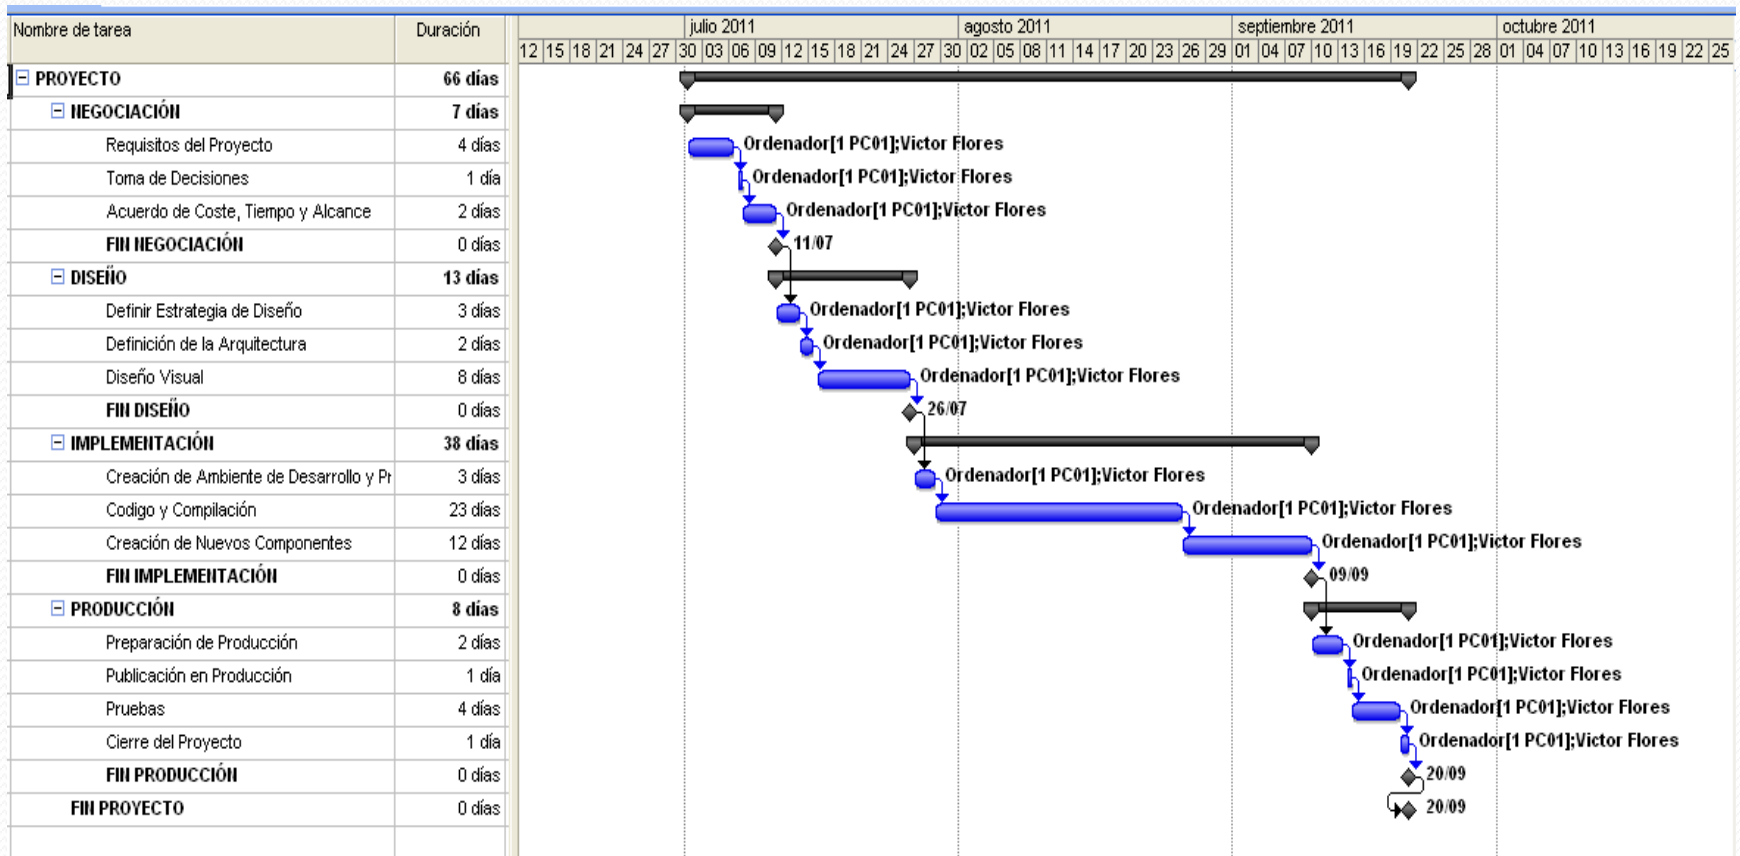 Nombre de tarea Duración julio 2011 agosto 2011 septiembre 2011 octubre 2011
12 15 18 21 24 27 30 03 06 09 12 15 18 21 24 27 30 02 05 08 11 14 17 20 23 26 29 01 04 07 10 13 16 19 22 25 28 01 04 07 10 13 16 19 22 25
PROYECTO 66 días
NEGOCIACIÓN 7 días
Requisitos del Proyecto 4 días Ordenador[1 PC01];Victor Flores
Toma de Decisiones 1 día Ordenador[1 PC01];Victor Flores
Acuerdo de Coste, Tiempo y Alcance 2 días Ordenador[1 PC01];Victor Flores
FIN NEGOCIACIÓN 0 días 11/07
DISEÑO 13 días
Definir Estrategia de Diseño 3 días Ordenador[1 PC01];Victor Flores
Definición de la Arquitectura 2 días Ordenador[1 PC01];Victor Flores
Diseño Visual 8 días Ordenador[1 PC01];Victor Flores
FIN DISEÑO 0 días 26/07
IMPLEMENTACIÓN 38 días
Creación de Ambiente de Desarrollo y Pr 3 días Ordenador[1 PC01];Victor Flores
Codigo y Compilación 23 días Ordenador[1 PC01];Victor Flores
Creación de Nuevos Componentes 12 días Ordenador[1 PC01];Victor Flores
FIN IMPLEMENTACIÓN 0 días 09/09
PRODUCCIÓN 8 días
Preparación de Producción 2 días Ordenador[1 PC01];Victor Flores
Publicación en Producción 1 día Ordenador[1 PC01];Victor Flores
Pruebas 4 días Ordenador[1 PC01];Victor Flores
Cierre del Proyecto 1 día Ordenador[1 PC01];Victor Flores
FIN PRODUCCIÓN 0 días 20/09
FIN PROYECTO 0 días 20/09